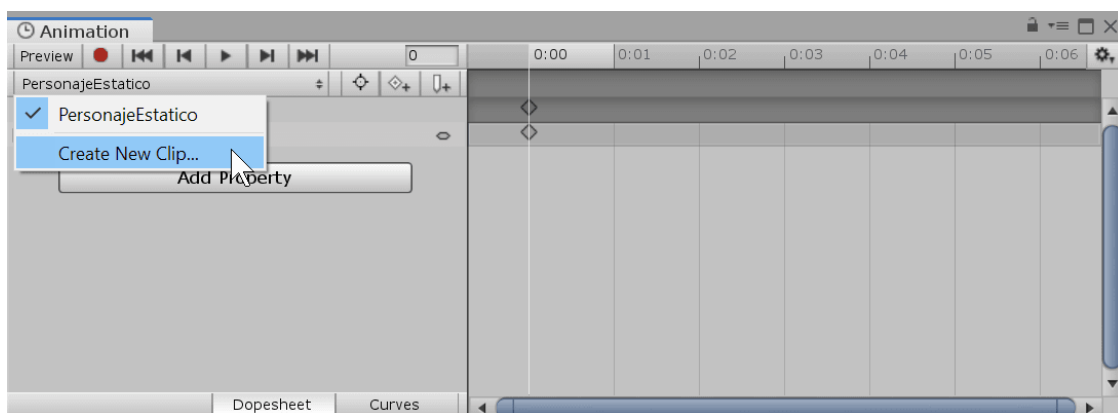 Animation
Preview 0 0:00 0:01 0:02 0:03 0:04 0:05 0:06
PersonajeEstatico
PersonajeEstatico
Create New Clip...
Add Property
Dopesheet Curves